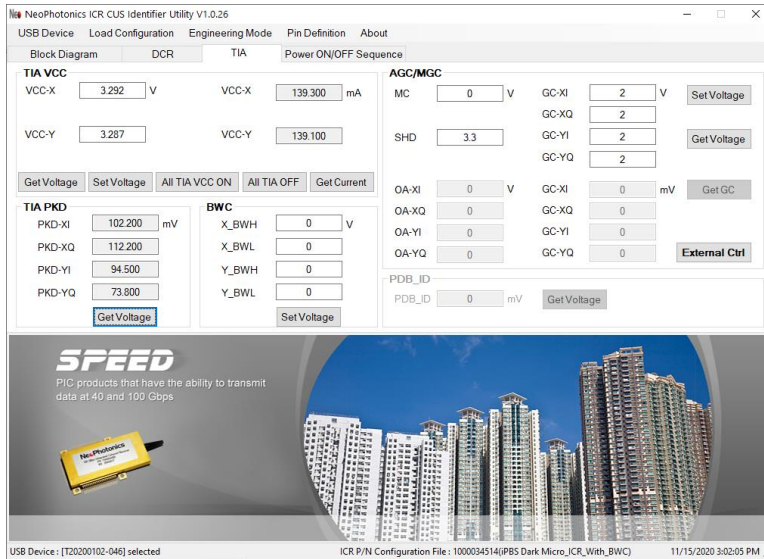 NeoPhotonics ICR CUS Identifier Utility V1.0.26
USB Device Load Configuration Engineering Mode Pin Definition About
Block Diagram DCR TIA Power ON/OFF Sequence
TIA VCC
VCC-X 3.292 V VCC-X 139.300 mA
VCC-Y 3.287 VCC-Y 139.100
Get Voltage Set Voltage All TIA VCC ON All TIA OFF Get Current
AGC/MGC
MC 0 V GC-XI 2 V Set Voltage
GC-XQ 2
SHD 3.3 GC-YI 2 Get Voltage
GC-YQ 2
OA-XI 0 V GC-XI 0 mV Get GC
OA-XQ 0 GC-XQ 0
OA-YI 0 GC-YI 0
OA-YQ 0 GC-YQ 0 External Ctrl
TIA PKD
PKD-XI 102.200 mV
PKD-XQ 112.200
PKD-YI 94.500
PKD-YQ 73.800
Get Voltage
BWC
X_BWH 0 V
X_BWL 0
Y_BWH 0
Y_BWL 0
Set Voltage
PDB_ID
PDB_ID 0 mV Get Voltage
SPEED
PIC products that have the ability to transmit
data at 40 and 100 Gbps
NeoPhotonics
USB Device : [T20200102-046] selected ICR P/N Configuration File : 1000034514(iPBS Dark Micro_ICR_With_BWC) 11/15/2020 3:02:05 PM